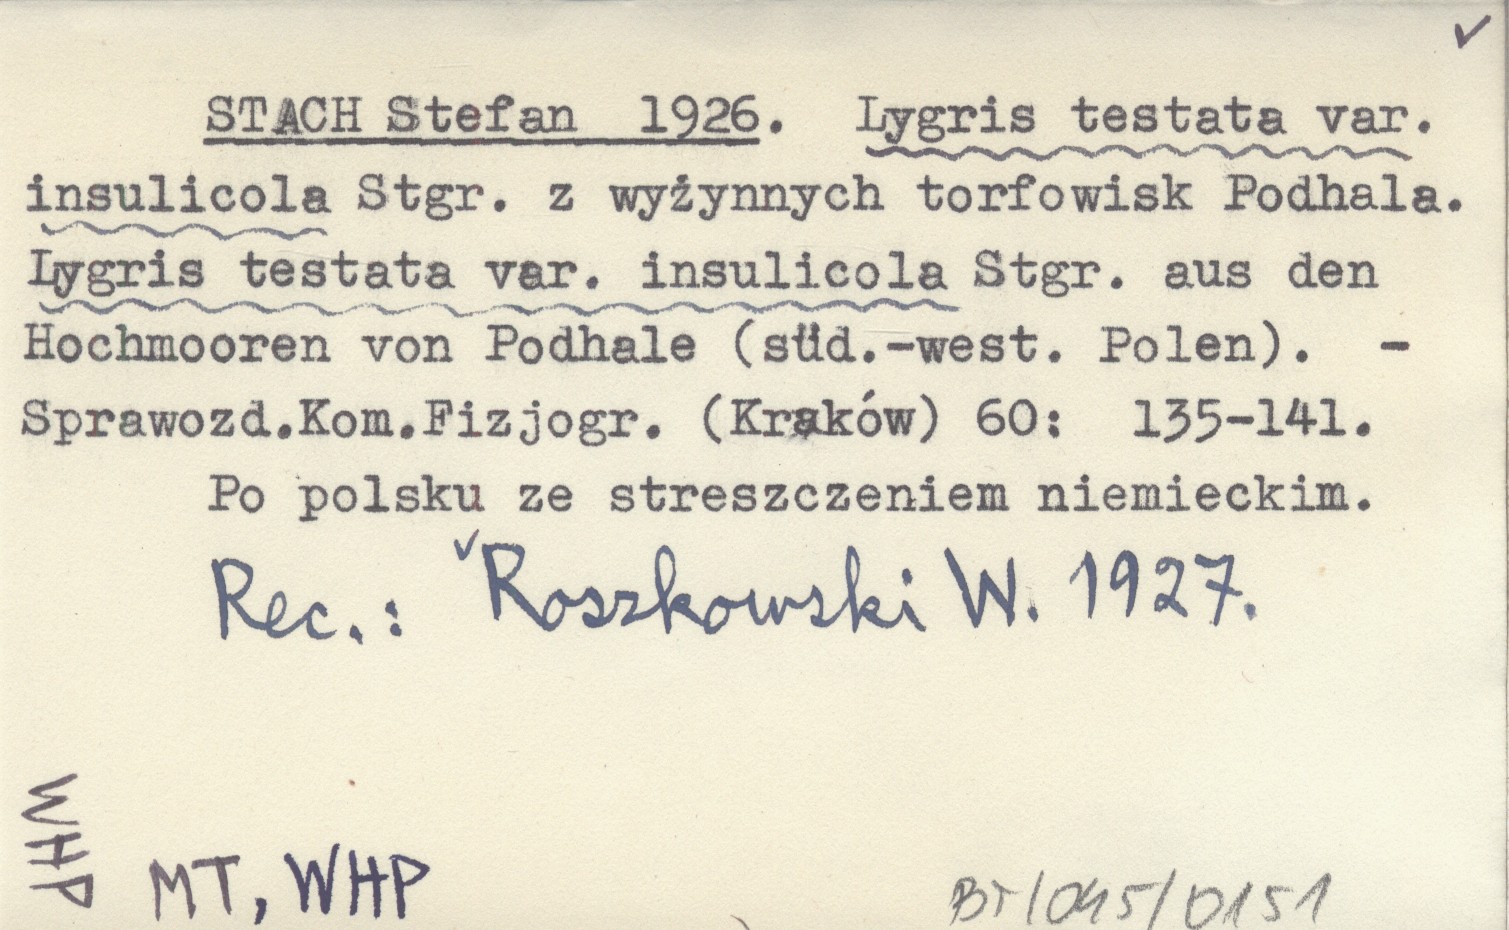 STACH Stefan 1926. Lygris testata var.
insulicola Stgr. z wyżynnych torfowisk Podhala.
Lygris testata var. insulicola Stgr. aus den
Hochmooren von Podhale (süd.-west. Polen). -
Sprawozd.Kom.Fizjogr. (Kraków) 60: 135-141.
Po polsku ze streszczeniem niemieckim.
Rec.: Roszkowski W. 1927.
WHP
MT, WHP
BT/045/0151